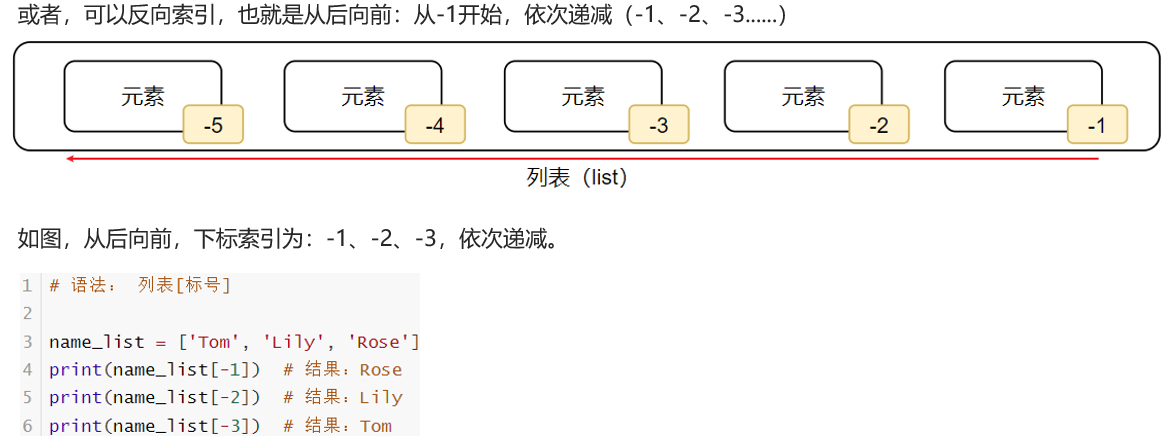 或者，可以反向索引，也就是从后向前：从-1开始，依次递减（-1、-2、-3......）
元素 元素 元素 元素 元素
-5 -4 -3 -2 -1
列表（list）
如图，从后向前，下标索引为：-1、-2、-3，依次递减。
1 # 语法： 列表[标号]
2
3 name_list = ['Tom', 'Lily', 'Rose']
4 print(name_list[-1])  # 结果：Rose
5 print(name_list[-2])  # 结果：Lily
6 print(name_list[-3])  # 结果：Tom